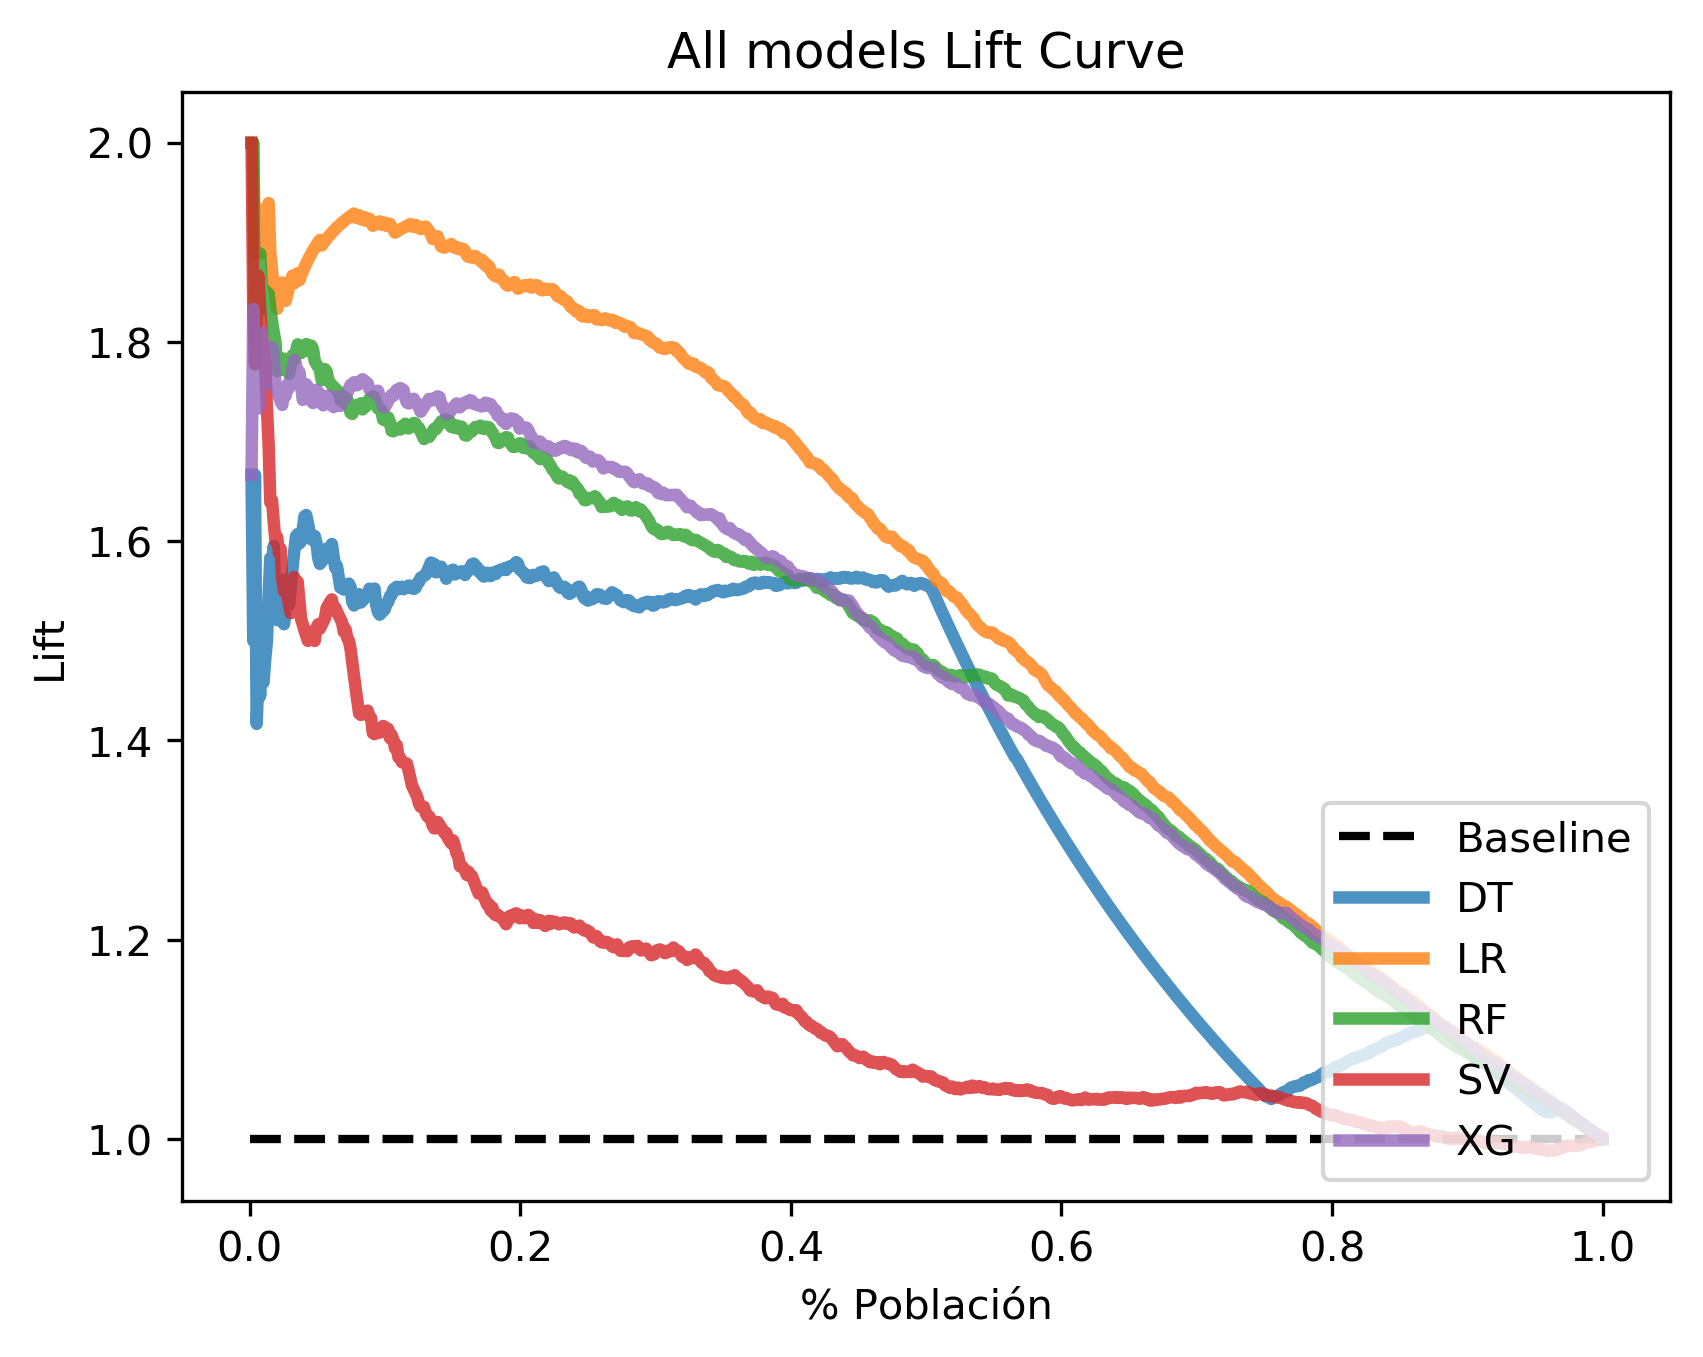 All models Lift Curve
Lift
2.0
1.8
1.6
1.4
1.2
1.0
0.0 0.2 0.4 0.6 0.8 1.0
% Población
Baseline
DT
LR
RF
SV
XG